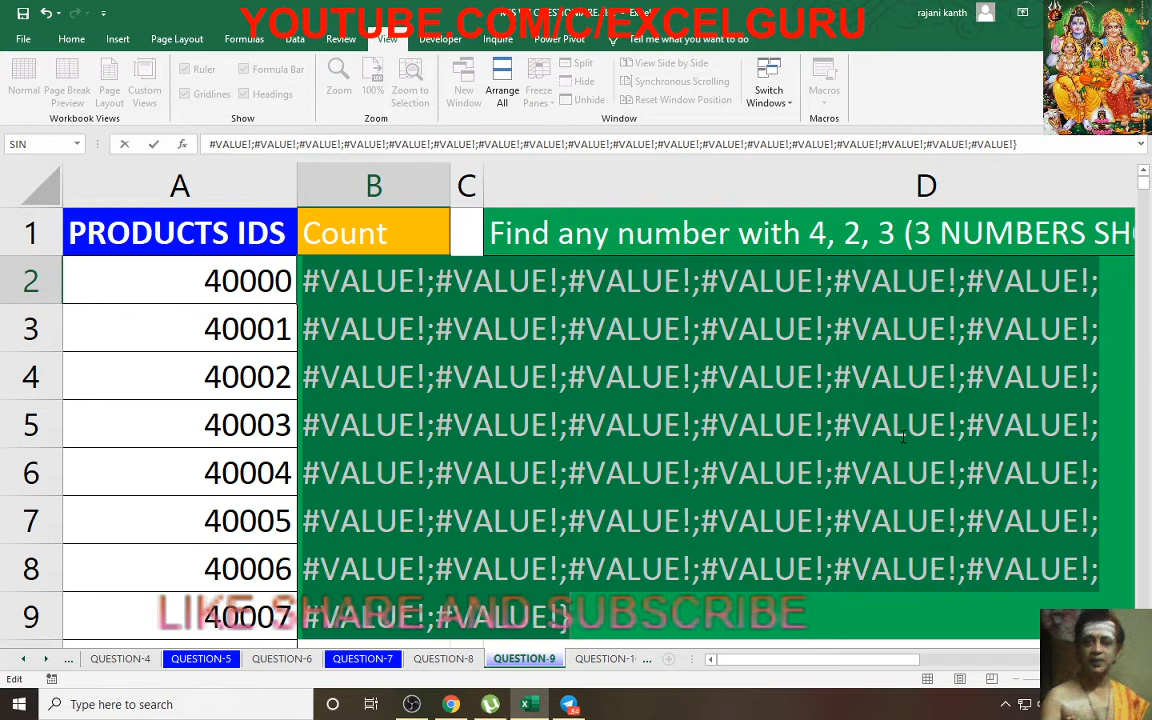 YOUTUBE.COM/C/EXCELGURU
rajani kanth
File Home Insert Page Layout Formulas Data Review View Developer Inquire Power Pivot Tell me what you want to do
Normal Page Break Preview Page Layout Custom Views
Ruler Formula Bar
Gridlines Headings
Zoom 100% Zoom to Selection
New Window Arrange All Freeze Panes
Split
Hide
Unhide
View Side by Side
Synchronous Scrolling
Reset Window Position
Switch Windows Macros
Workbook Views Show Zoom Window Macros
SIN fx #VALUE!;#VALUE!;#VALUE!;#VALUE!;#VALUE!;#VALUE!;#VALUE!;#VALUE!;#VALUE!;#VALUE!;#VALUE!;#VALUE!;#VALUE!;#VALUE!;#VALUE!;#VALUE!;#VALUE!;#VALUE!}
A B C D
1 PRODUCTS IDS Count Find any number with 4, 2, 3 (3 NUMBERS
2 40000 #VALUE!;#VALUE!;#VALUE!;#VALUE!;#VALUE!;#VALUE!;
3 40001 #VALUE!;#VALUE!;#VALUE!;#VALUE!;#VALUE!;#VALUE!;
4 40002 #VALUE!;#VALUE!;#VALUE!;#VALUE!;#VALUE!;#VALUE!;
5 40003 #VALUE!;#VALUE!;#VALUE!;#VALUE!;#VALUE!;#VALUE!;
6 40004 #VALUE!;#VALUE!;#VALUE!;#VALUE!;#VALUE!;#VALUE!;
7 40005 #VALUE!;#VALUE!;#VALUE!;#VALUE!;#VALUE!;#VALUE!;
8 40006 #VALUE!;#VALUE!;#VALUE!;#VALUE!;#VALUE!;#VALUE!;
9 40007 #VALUE!;#VALUE!}
LIKE SHARE AND SUBSCRIBE
... QUESTION-4 QUESTION-5 QUESTION-6 QUESTION-7 QUESTION-8 QUESTION-9 QUESTION-1 ...
Edit
Type here to search